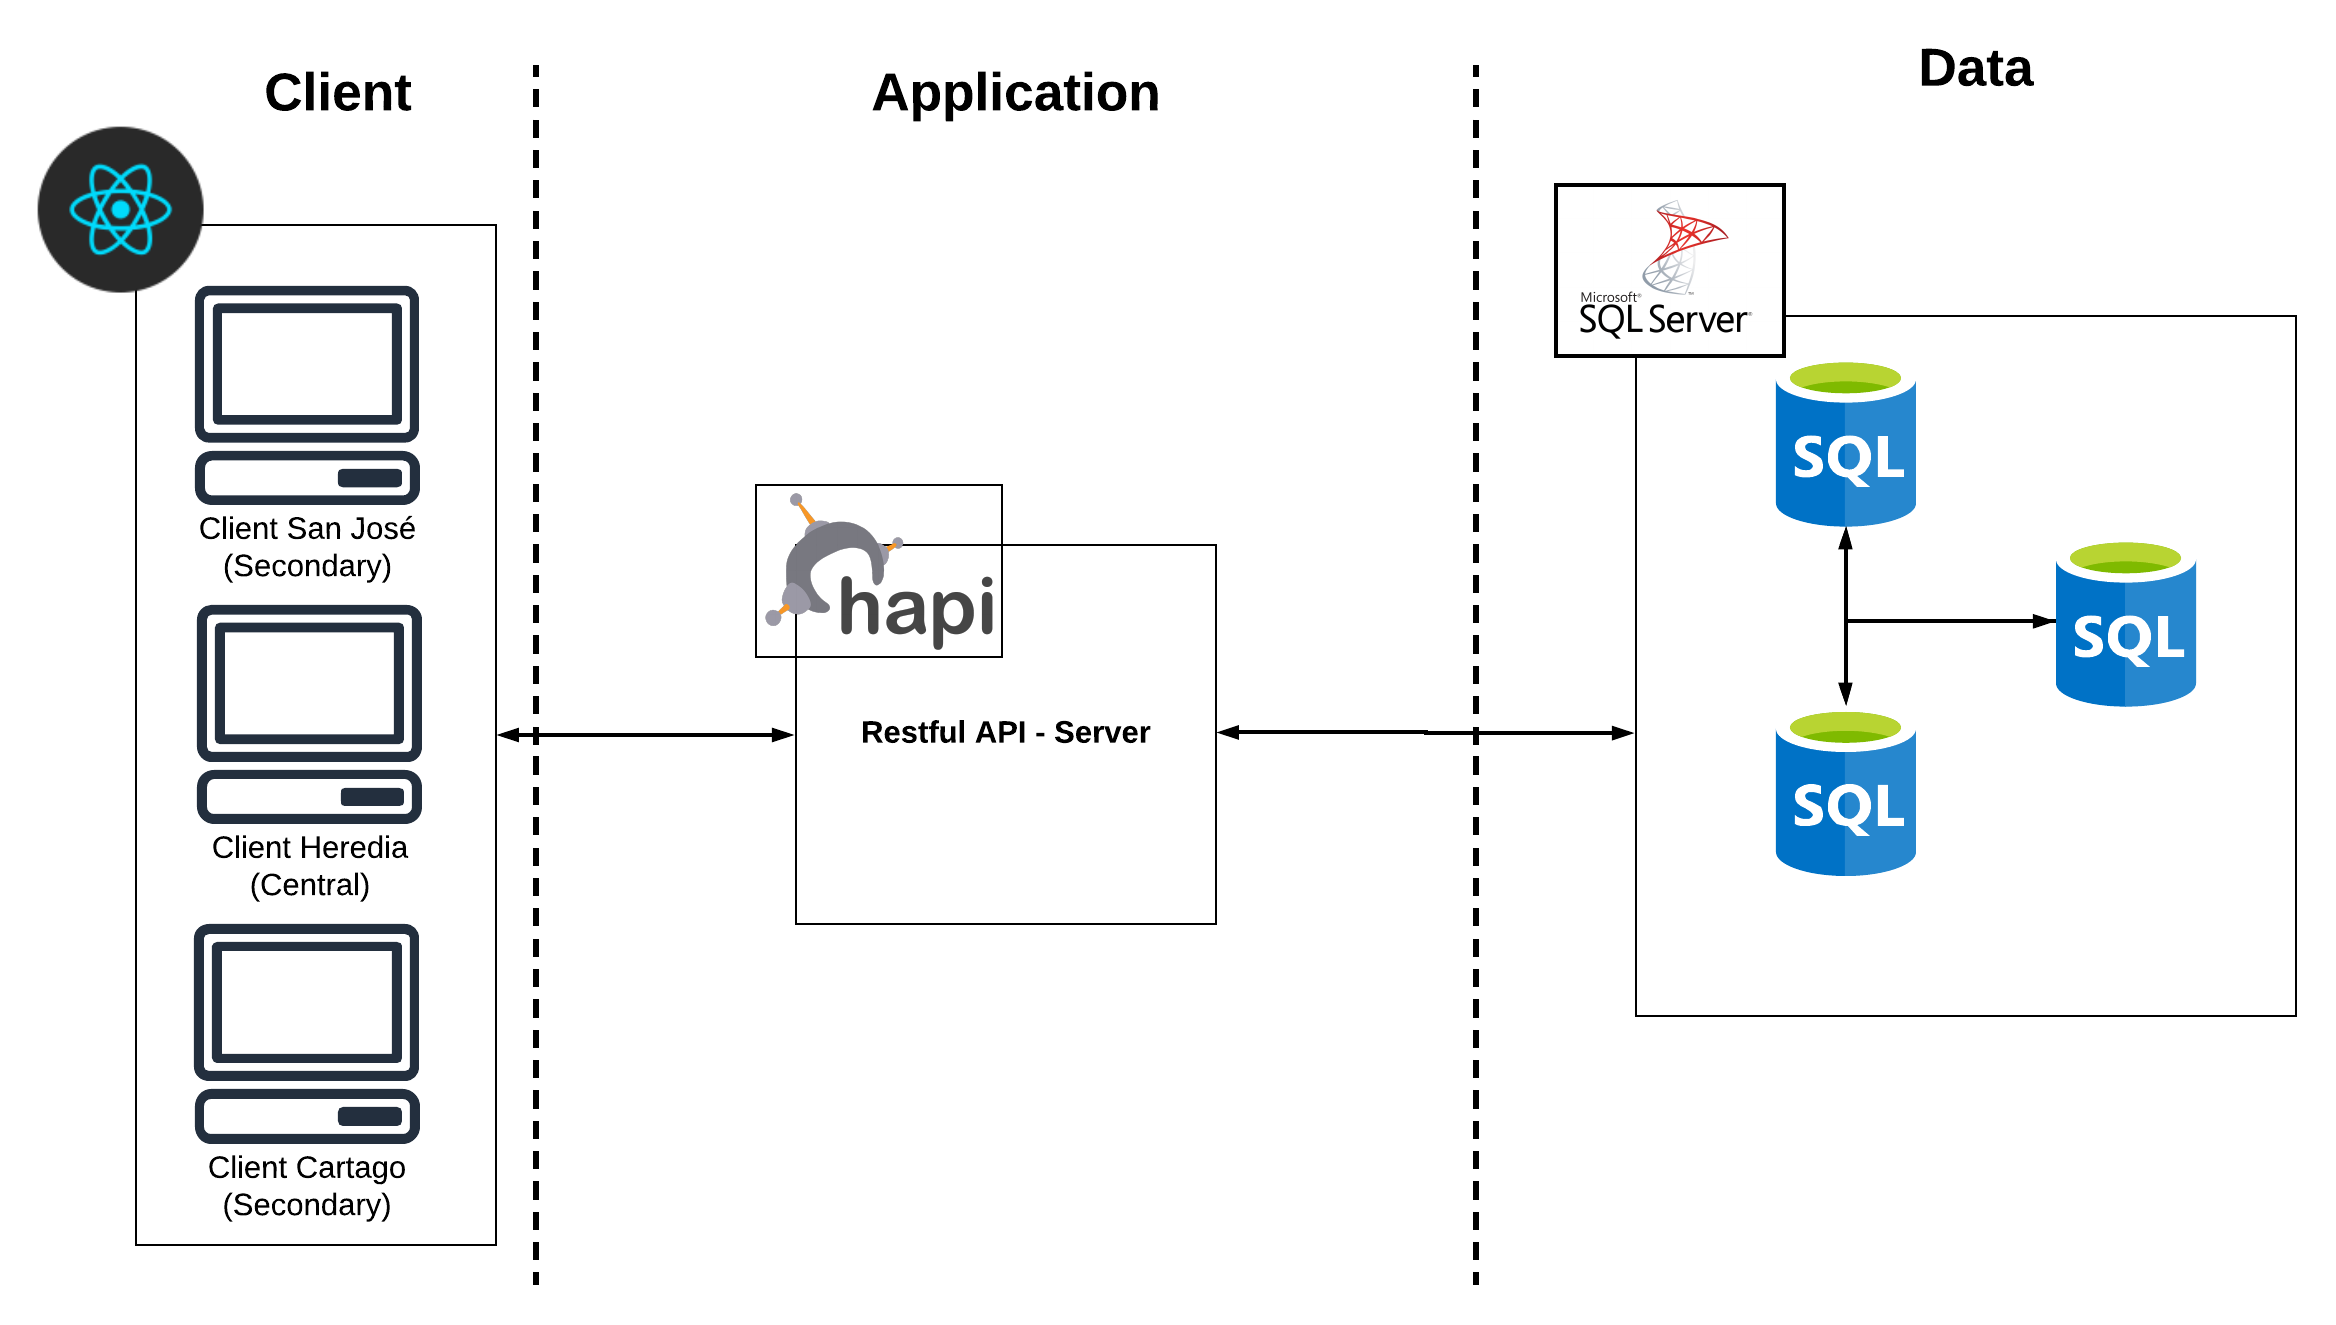 Client
Application
Data
Client San José
(Secondary)
Client Heredia
(Central)
Client Cartago
(Secondary)
hapi
Restful API - Server
Microsoft®
SQL Server®
SQL
SQL
SQL